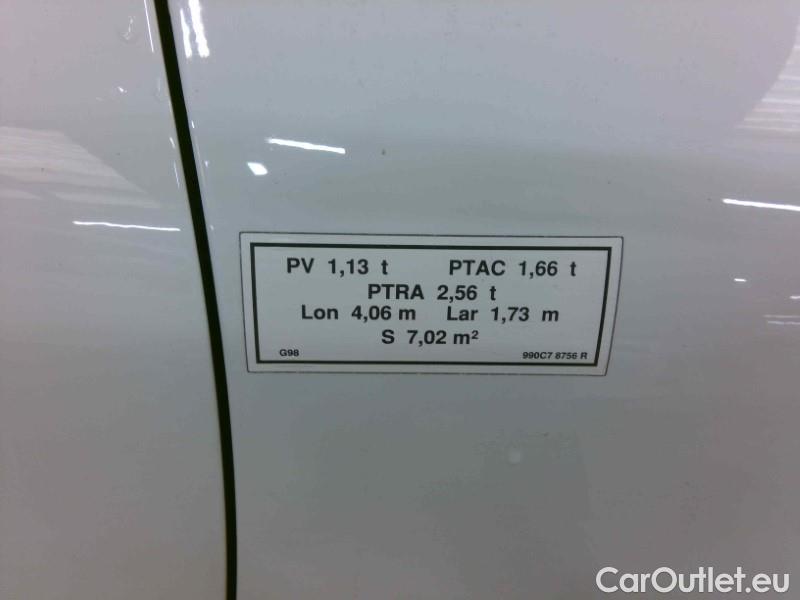 PV 1,13 t PTAC 1,66 t
PTRA 2,56 t
Lon 4,06 m Lar 1,73 m
S 7,02 m²
G98 990C7 8756 R
CarOutlet.eu